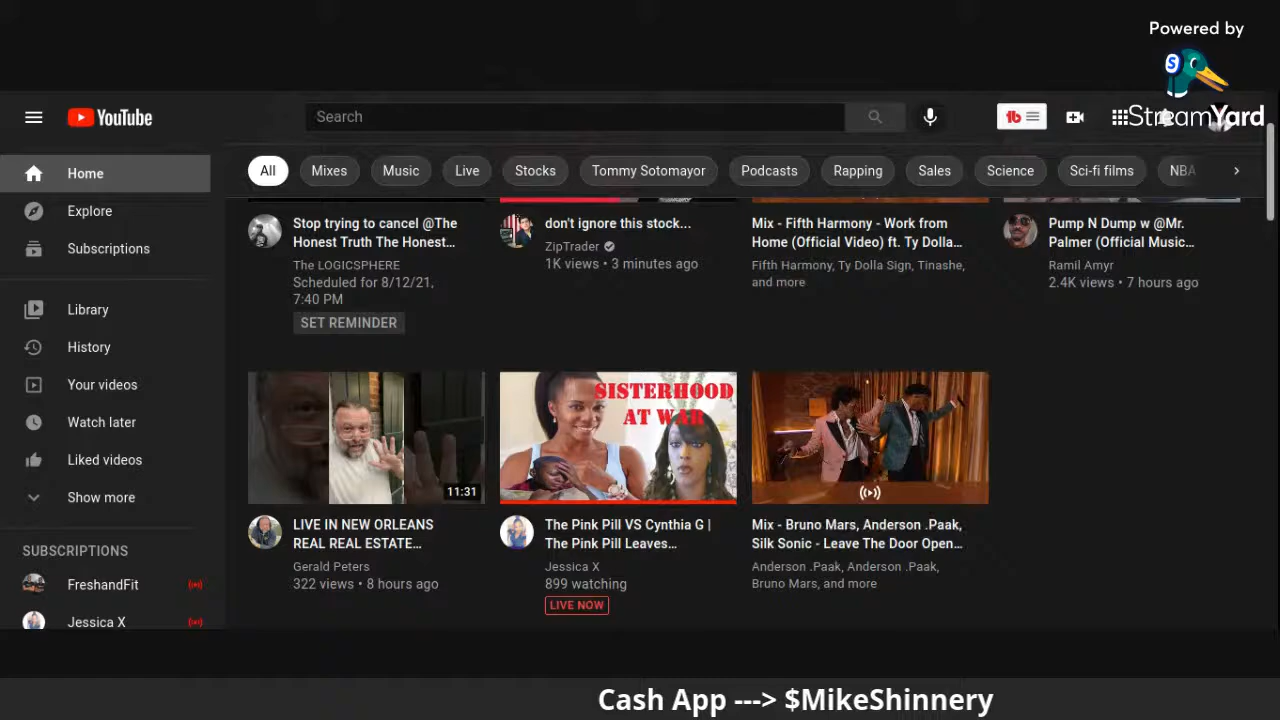 Powered by
StreamYard
YouTube
Search
Home
Explore
Subscriptions
Library
History
Your videos
Watch later
Liked videos
Show more
SUBSCRIPTIONS
FreshandFit
Jessica X
All
Mixes
Music
Live
Stocks
Tommy Sotomayor
Podcasts
Rapping
Sales
Science
Sci-fi films
NBA
Stop trying to cancel @The
Honest Truth The Honest...
The LOGICSPHERE
Scheduled for 8/12/21,
7:40 PM
SET REMINDER
don't ignore this stock...
ZipTrader
1K views • 3 minutes ago
Mix - Fifth Harmony - Work from
Home (Official Video) ft. Ty Dolla...
Fifth Harmony, Ty Dolla Sign, Tinashe,
and more
Pump N Dump w @Mr.
Palmer (Official Music...
Ramil Amyr
2.4K views • 7 hours ago
11:31
LIVE IN NEW ORLEANS
REAL REAL ESTATE...
Gerald Peters
322 views • 8 hours ago
SISTERHOOD
AT WAR
The Pink Pill VS Cynthia G |
The Pink Pill Leaves...
Jessica X
899 watching
LIVE NOW
Mix - Bruno Mars, Anderson .Paak,
Silk Sonic - Leave The Door Open...
Anderson .Paak, Anderson .Paak,
Bruno Mars, and more
Cash App ---> $MikeShinnery